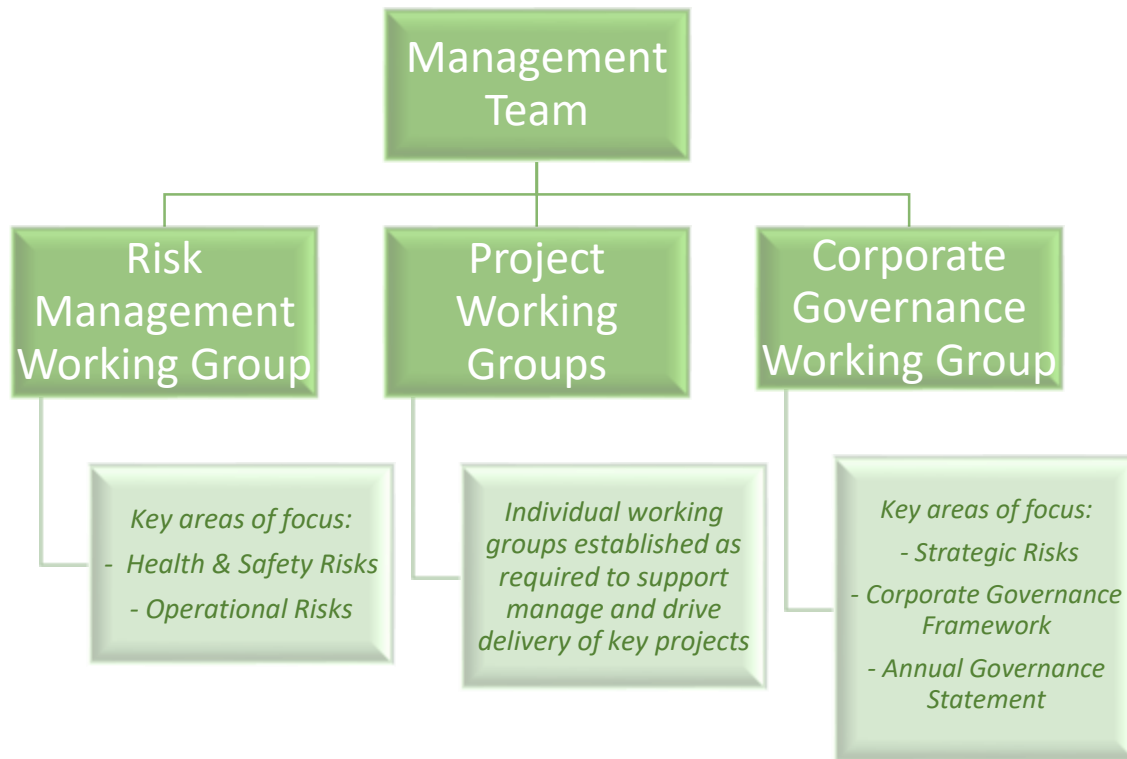 Management
Team
Risk
Management
Working Group
Project
Working
Groups
Corporate
Governance
Working Group
Key areas of focus:
- Health & Safety Risks
- Operational Risks
Individual working
groups established as
required to support
manage and drive
delivery of key projects
Key areas of focus:
- Strategic Risks
- Corporate Governance
Framework
- Annual Governance
Statement